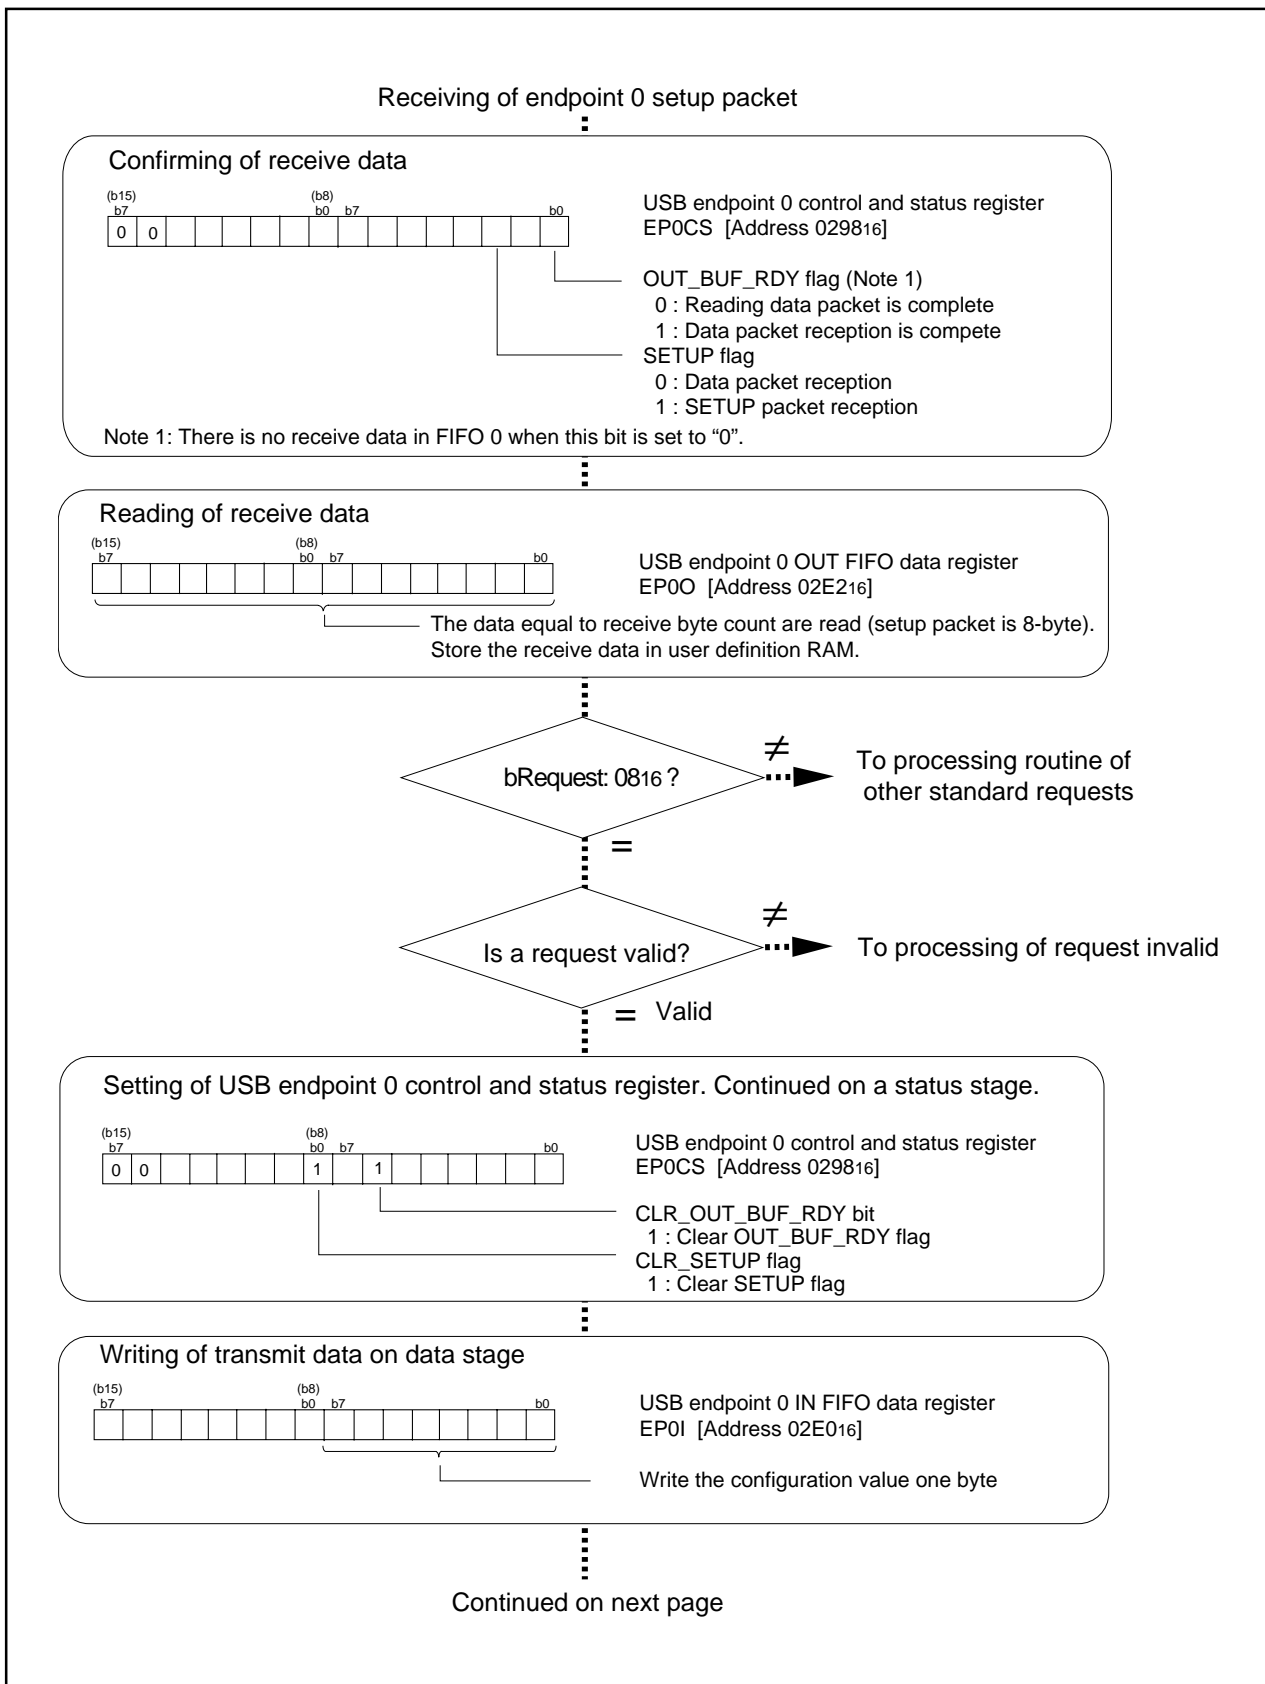 Receiving of endpoint 0 setup packet
Confirming of receive data
(b15) (b8)
b7 b0 b7 b0
0 0
USB endpoint 0 control and status register
EP0CS [Address 029816]
OUT_BUF_RDY flag (Note 1)
0 : Reading data packet is complete
1 : Data packet reception is compete
SETUP flag
0 : Data packet reception
1 : SETUP packet reception
Note 1: There is no receive data in FIFO 0 when this bit is set to “0”.
Reading of receive data
(b15) (b8)
b7 b0 b7 b0
USB endpoint 0 OUT FIFO data register
EP0O [Address 02E216]
The data equal to receive byte count are read (setup packet is 8-byte).
Store the receive data in user definition RAM.
bRequest: 0816 ?
≠
To processing routine of
other standard requests
=
Is a request valid?
≠
To processing of request invalid
= Valid
Setting of USB endpoint 0 control and status register. Continued on a status stage.
(b15) (b8)
b7 b0 b7 b0
0 0 1 1
USB endpoint 0 control and status register
EP0CS [Address 029816]
CLR_OUT_BUF_RDY bit
1 : Clear OUT_BUF_RDY flag
CLR_SETUP flag
1 : Clear SETUP flag
Writing of transmit data on data stage
(b15) (b8)
b7 b0 b7 b0
USB endpoint 0 IN FIFO data register
EP0I [Address 02E016]
Write the configuration value one byte
Continued on next page